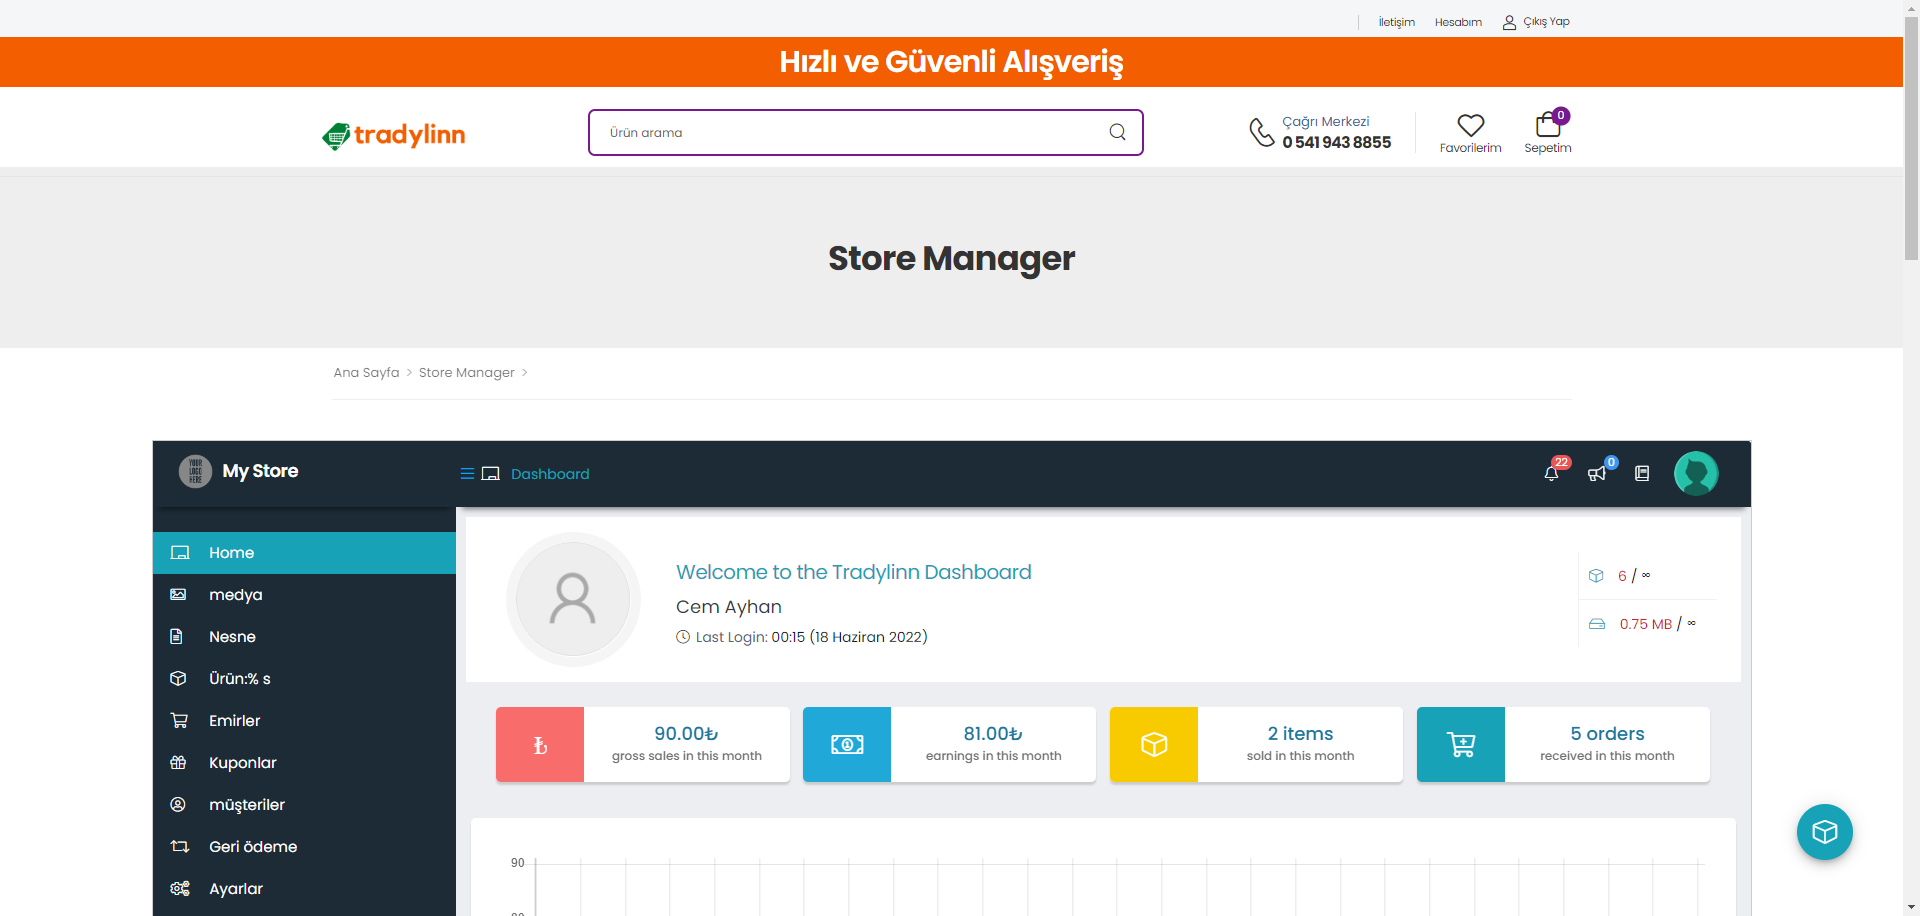 İletişim
Hesabım
Çıkış Yap
Hızlı ve Güvenli Alışveriş
tradylinn
Ürün arama
Çağrı Merkezi
0 541 943 8855
Favorilerim
0
Sepetim
Store Manager
Ana Sayfa > Store Manager >
YOUR
LOGO
HERE
My Store
Dashboard
22
0
Home
medya
Nesne
Ürün:% s
Emirler
Kuponlar
müşteriler
Geri ödeme
Ayarlar
Welcome to the Tradylinn Dashboard
Cem Ayhan
Last Login: 00:15 (18 Haziran 2022)
6 / ∞
0.75 MB / ∞
₺
90.00₺
gross sales in this month
81.00₺
earnings in this month
2 items
sold in this month
5 orders
received in this month
90